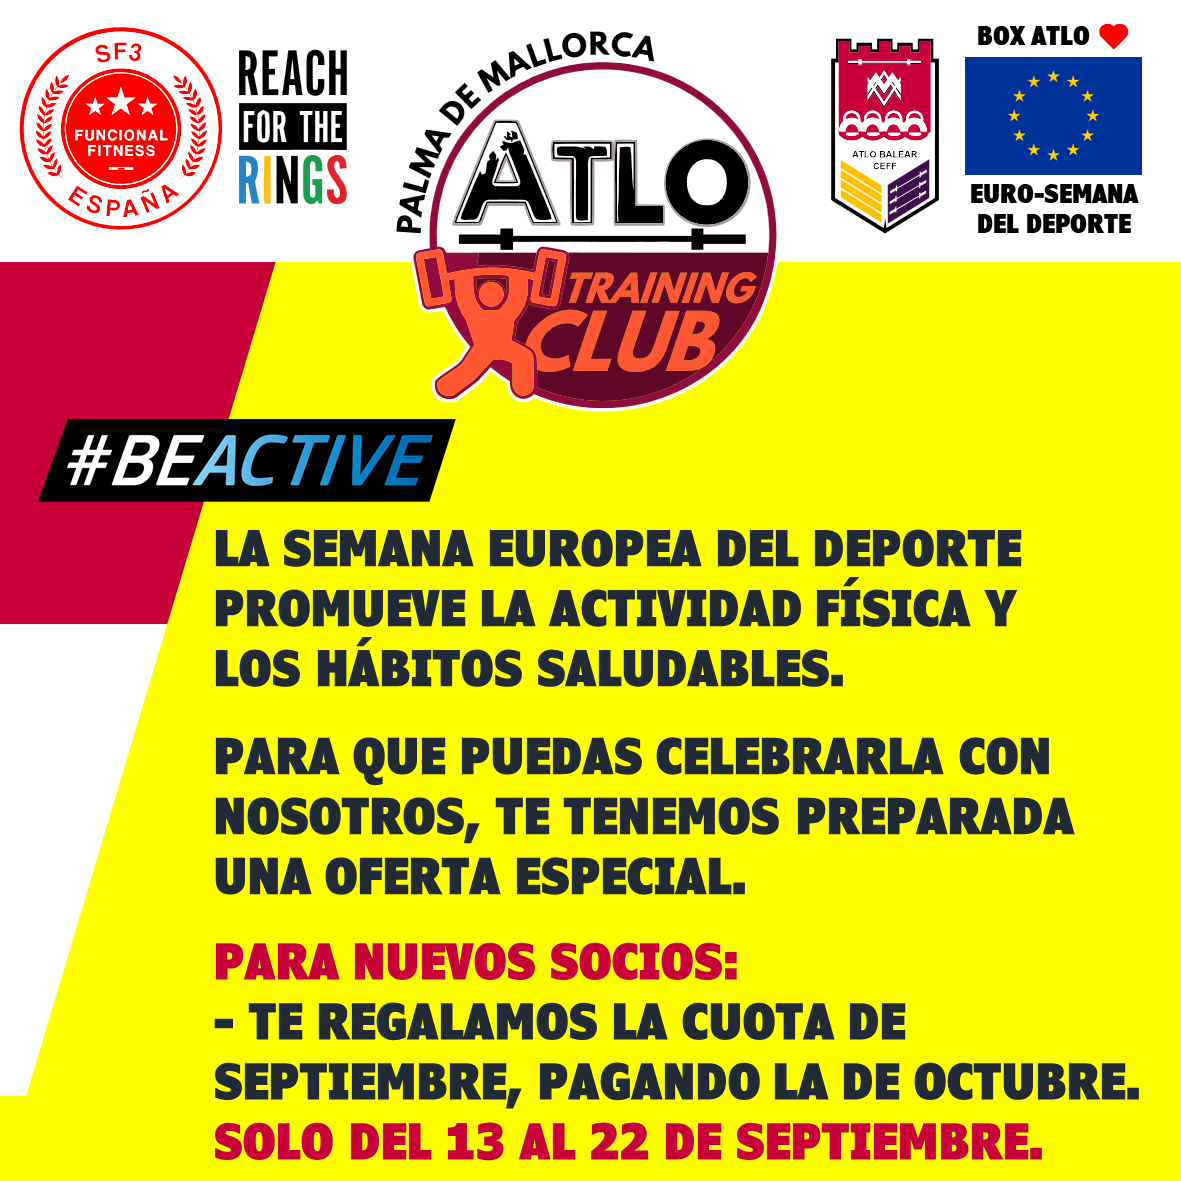 SF3
FUNCIONAL
FITNESS
ESPAÑA
REACH
FOR THE
RINGS
PALMA DE MALLORCA
ATLO
TRAINING
CLUB
ATLO BALEAR
CEFF
BOX ATLO
EURO-SEMANA
DEL DEPORTE
#BEACTIVE
LA SEMANA EUROPEA DEL DEPORTE
PROMUEVE LA ACTIVIDAD FÍSICA Y
LOS HÁBITOS SALUDABLES.
PARA QUE PUEDAS CELEBRARLA CON
NOSOTROS, TE TENEMOS PREPARADA
UNA OFERTA ESPECIAL.
PARA NUEVOS SOCIOS:
- TE REGALAMOS LA CUOTA DE
SEPTIEMBRE, PAGANDO LA DE OCTUBRE.
SOLO DEL 13 AL 22 DE SEPTIEMBRE.